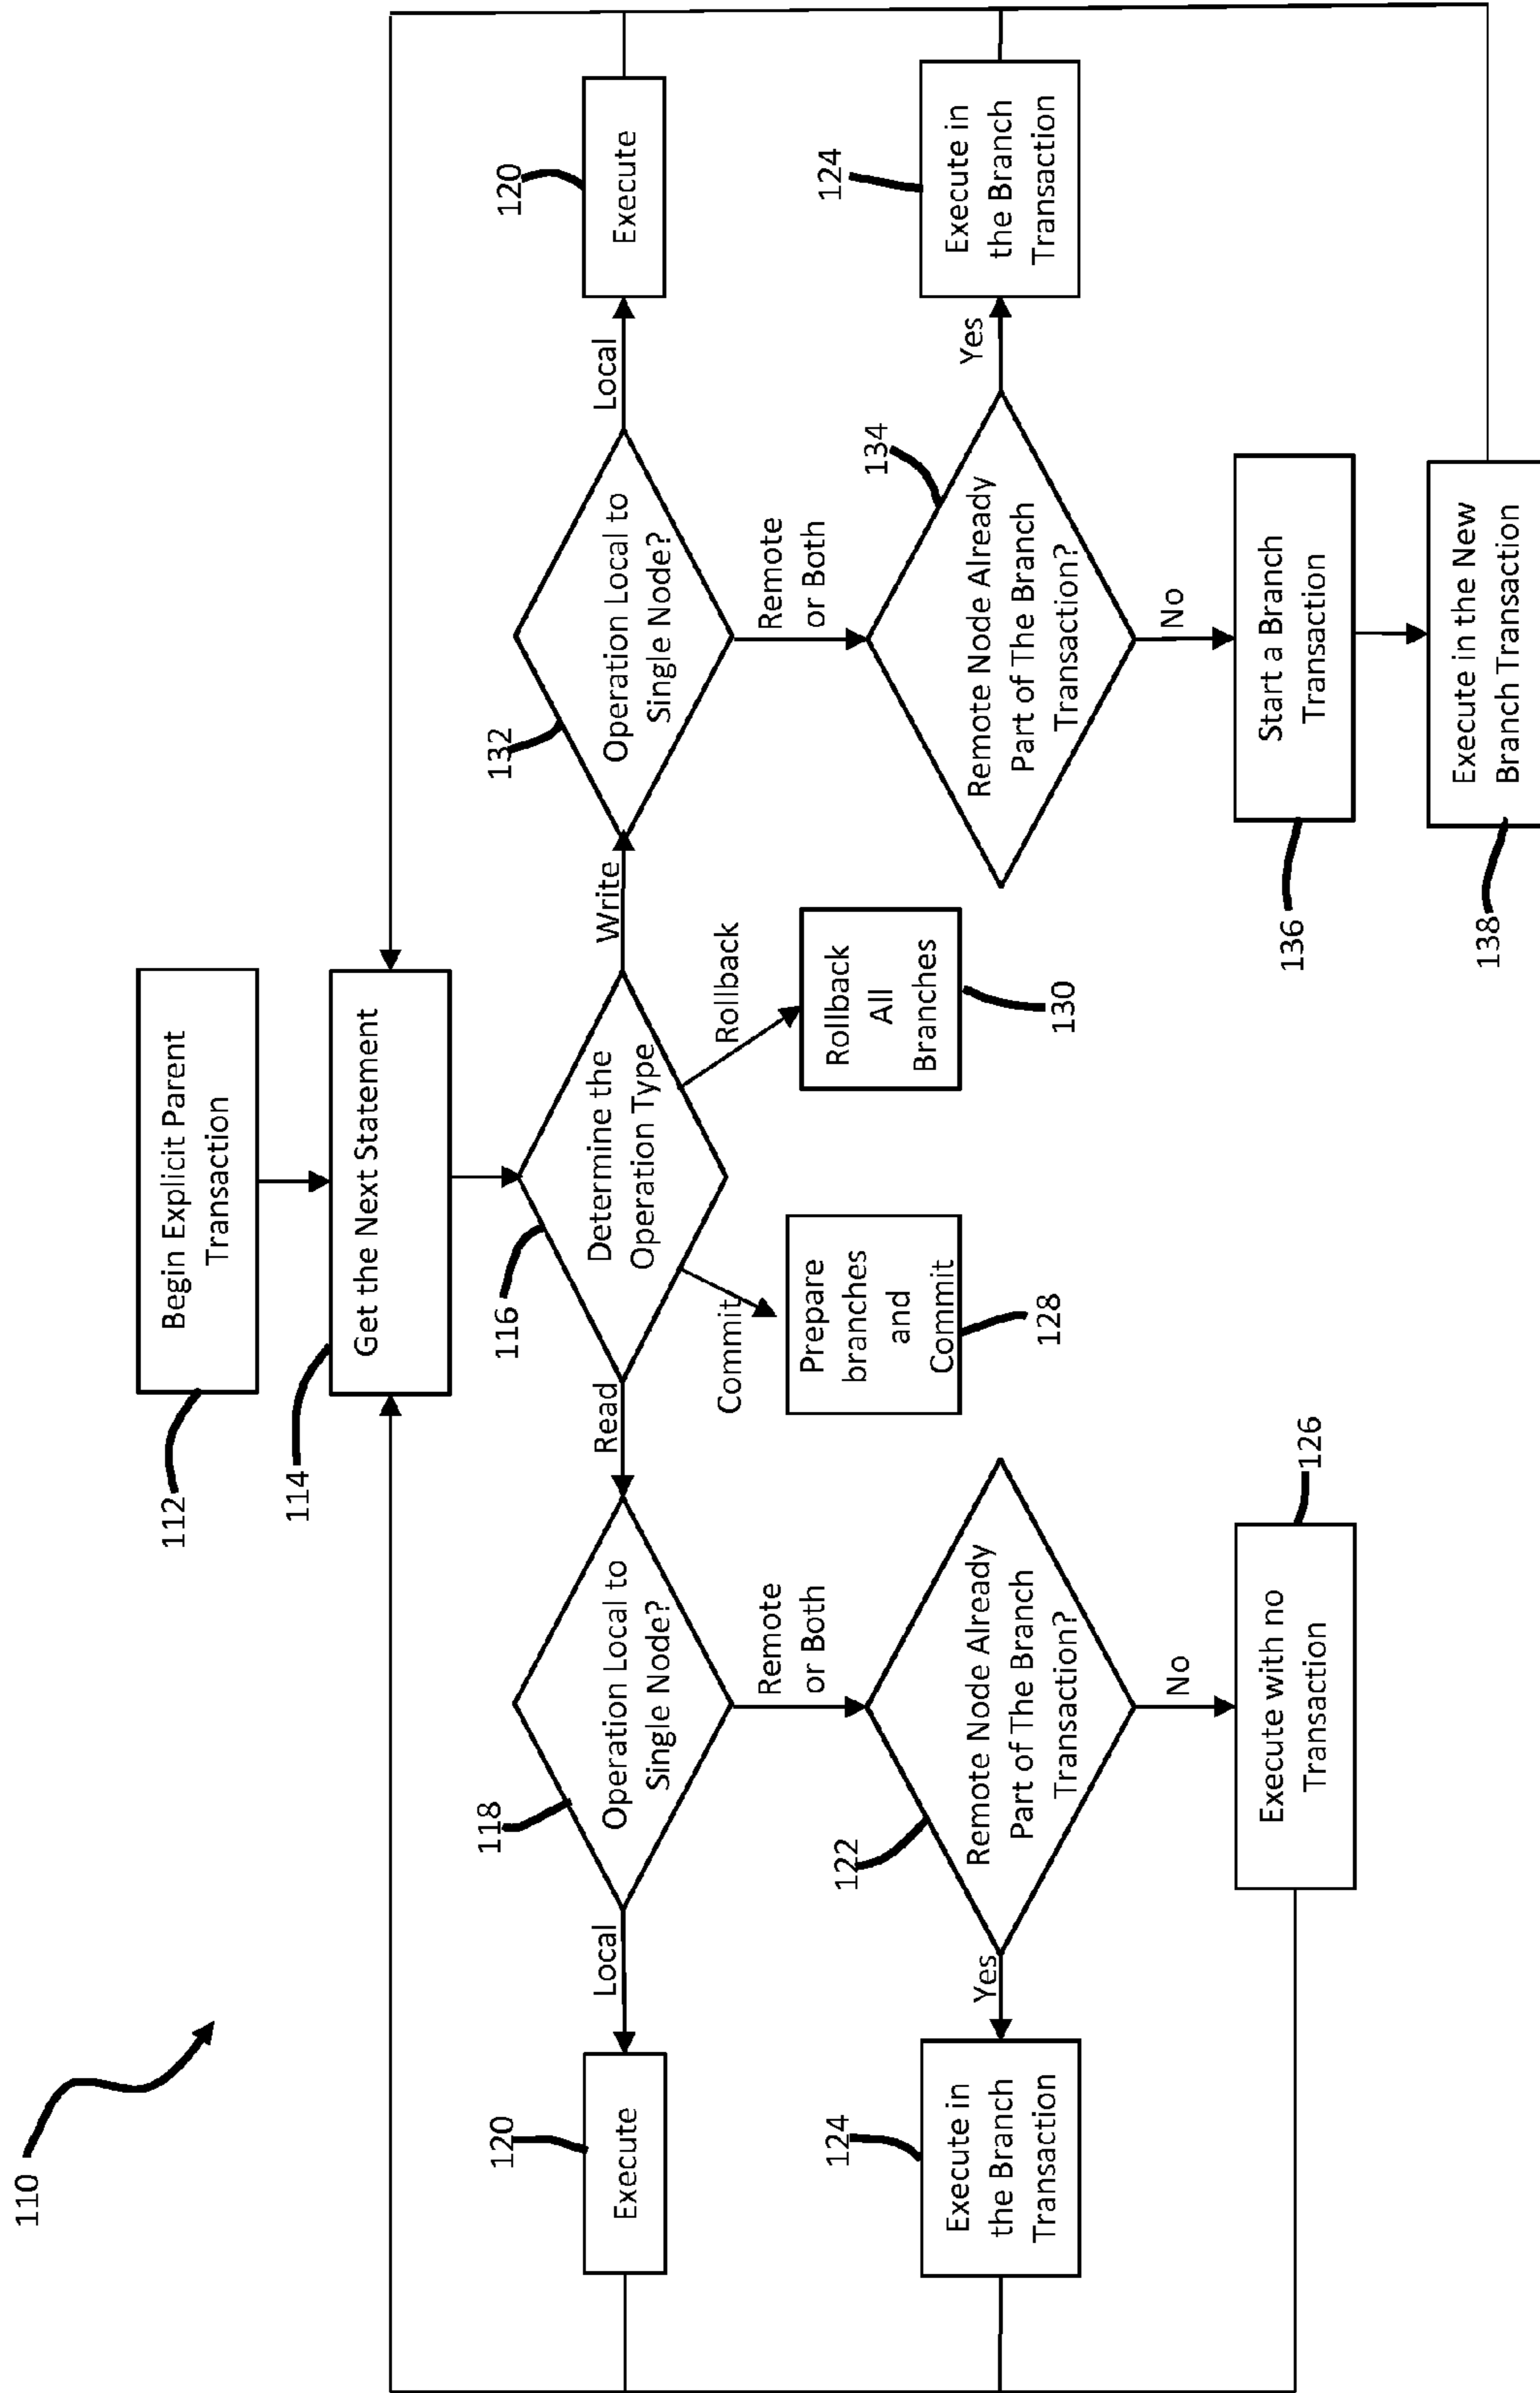 110
Begin Explicit Parent
Transaction
112
Get the Next Statement
114
Determine the
Operation Type
116
Read
Write
Commit
Rollback
Prepare
branches
and
Commit
128
Rollback
All
Branches
130
Operation Local to
Single Node?
118
Local
Execute
120
Remote
or Both
Remote Node Already
Part of The Branch
Transaction?
122
Yes
Execute in
the Branch
Transaction
124
No
Execute with no
Transaction
126
Operation Local to
Single Node?
132
Local
Execute
120
Remote
or Both
Remote Node Already
Part of The Branch
Transaction?
134
Yes
Execute in
the Branch
Transaction
124
No
Start a Branch
Transaction
136
Execute in the New
Branch Transaction
138